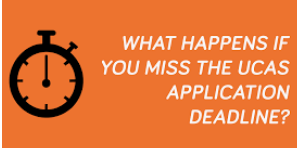 WHAT HAPPENS IF
YOU MISS THE UCAS
APPLICATION
DEADLINE?